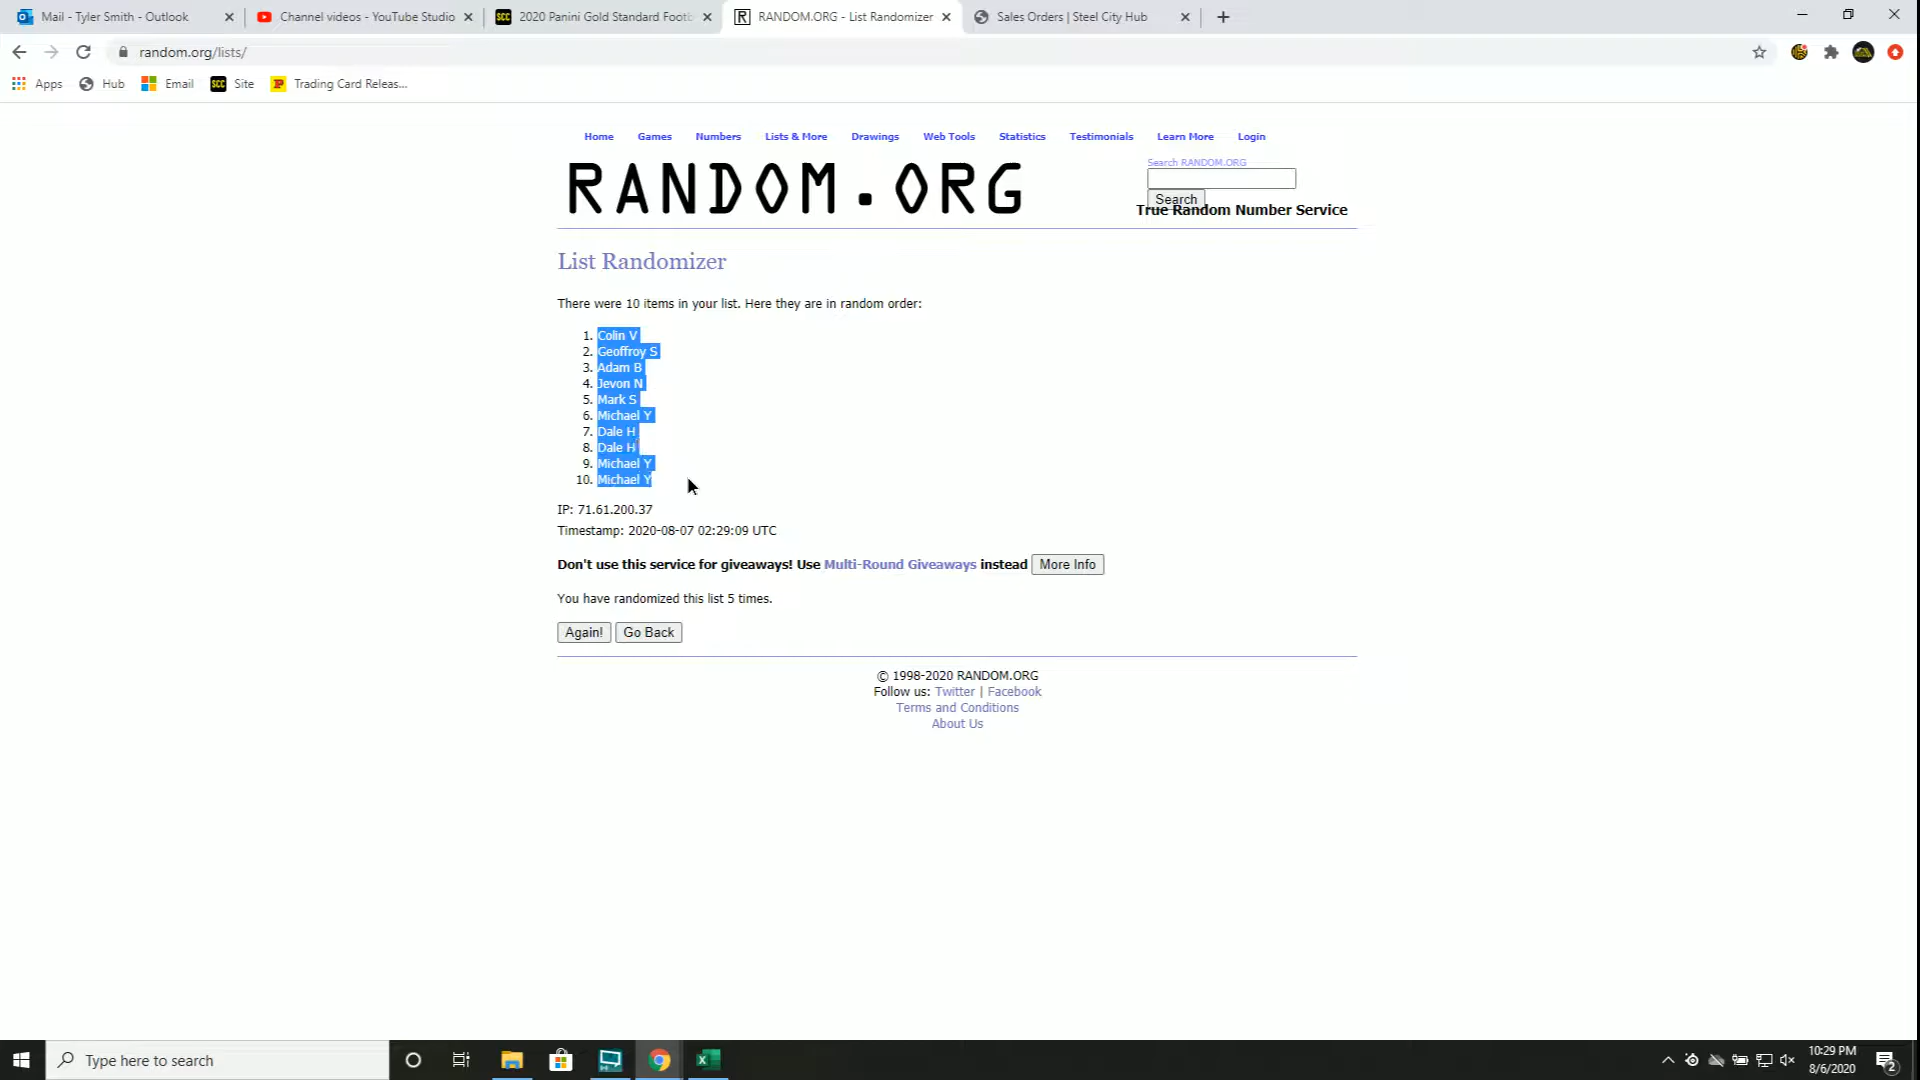 Mail - Tyler Smith - Outlook
Channel videos - YouTube Studio
SCC 2020 Panini Gold Standard Footb
R RANDOM.ORG - List Randomizer
Sales Orders | Steel City Hub
random.org/lists/
Apps
Hub
Email
SCC Site
Trading Card Releas...
Home Games Numbers Lists & More Drawings Web Tools Statistics Testimonials Learn More Login
RANDOM.ORG
Search RANDOM.ORG
Search
True Random Number Service
List Randomizer
There were 10 items in your list. Here they are in random order:
1. Colin V
2. Geoffroy S
3. Adam B
4. Jevon N
5. Mark S
6. Michael Y
7. Dale H
8. Dale H
9. Michael Y
10. Michael Y
IP: 71.61.200.37
Timestamp: 2020-08-07 02:29:09 UTC
Don't use this service for giveaways! Use Multi-Round Giveaways instead More Info
You have randomized this list 5 times.
Again! Go Back
© 1998-2020 RANDOM.ORG
Follow us: Twitter | Facebook
Terms and Conditions
About Us
Type here to search
10:29 PM
8/6/2020
2